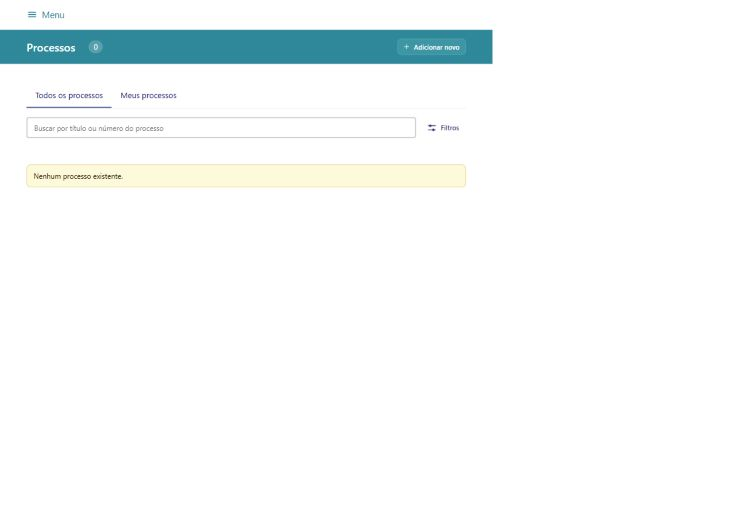 Menu
Processos 0 + Adicionar novo
Todos os processos Meus processos
Buscar por título ou número do processo Filtros
Nenhum processo existente.